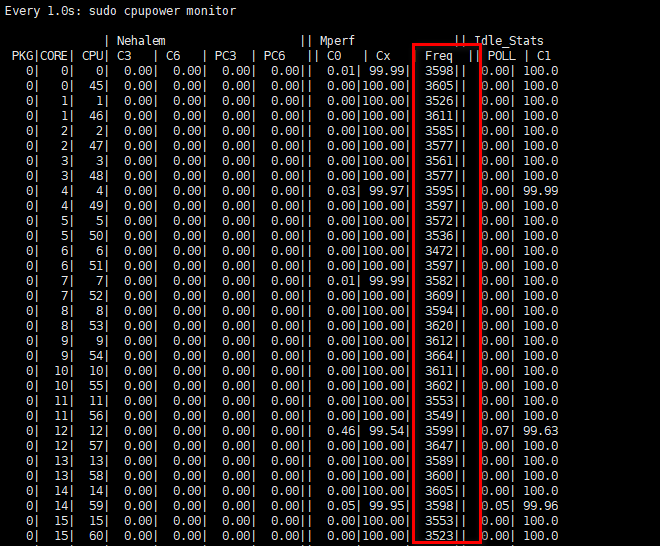 Every 1.0s: sudo cpupower monitor
| Nehalem || Mperf || Idle_Stats
PKG|CORE| CPU| C3 | C6 | PC3 | PC6 || C0 | Cx | Freq || POLL | C1
0| 0| 0| 0.00| 0.00| 0.00| 0.00|| 0.01| 99.99| 3598|| 0.00| 100.0
0| 0| 45| 0.00| 0.00| 0.00| 0.00|| 0.00|100.00| 3605|| 0.00| 100.0
0| 1| 1| 0.00| 0.00| 0.00| 0.00|| 0.00|100.00| 3526|| 0.00| 100.0
0| 1| 46| 0.00| 0.00| 0.00| 0.00|| 0.00|100.00| 3611|| 0.00| 100.0
0| 2| 2| 0.00| 0.00| 0.00| 0.00|| 0.00|100.00| 3585|| 0.00| 100.0
0| 2| 47| 0.00| 0.00| 0.00| 0.00|| 0.00|100.00| 3577|| 0.00| 100.0
0| 3| 3| 0.00| 0.00| 0.00| 0.00|| 0.00|100.00| 3561|| 0.00| 100.0
0| 3| 48| 0.00| 0.00| 0.00| 0.00|| 0.00|100.00| 3577|| 0.00| 100.0
0| 4| 4| 0.00| 0.00| 0.00| 0.00|| 0.03| 99.97| 3595|| 0.00| 99.99
0| 4| 49| 0.00| 0.00| 0.00| 0.00|| 0.00|100.00| 3597|| 0.00| 100.0
0| 5| 5| 0.00| 0.00| 0.00| 0.00|| 0.00|100.00| 3572|| 0.00| 100.0
0| 5| 50| 0.00| 0.00| 0.00| 0.00|| 0.00|100.00| 3536|| 0.00| 100.0
0| 6| 6| 0.00| 0.00| 0.00| 0.00|| 0.00|100.00| 3472|| 0.00| 100.0
0| 6| 51| 0.00| 0.00| 0.00| 0.00|| 0.00|100.00| 3597|| 0.00| 100.0
0| 7| 7| 0.00| 0.00| 0.00| 0.00|| 0.01| 99.99| 3582|| 0.00| 100.0
0| 7| 52| 0.00| 0.00| 0.00| 0.00|| 0.00|100.00| 3609|| 0.00| 100.0
0| 8| 8| 0.00| 0.00| 0.00| 0.00|| 0.00|100.00| 3594|| 0.00| 100.0
0| 8| 53| 0.00| 0.00| 0.00| 0.00|| 0.00|100.00| 3620|| 0.00| 100.0
0| 9| 9| 0.00| 0.00| 0.00| 0.00|| 0.00|100.00| 3612|| 0.00| 100.0
0| 9| 54| 0.00| 0.00| 0.00| 0.00|| 0.00|100.00| 3664|| 0.00| 100.0
0| 10| 10| 0.00| 0.00| 0.00| 0.00|| 0.00|100.00| 3611|| 0.00| 100.0
0| 10| 55| 0.00| 0.00| 0.00| 0.00|| 0.00|100.00| 3602|| 0.00| 100.0
0| 11| 11| 0.00| 0.00| 0.00| 0.00|| 0.00|100.00| 3553|| 0.00| 100.0
0| 11| 56| 0.00| 0.00| 0.00| 0.00|| 0.00|100.00| 3549|| 0.00| 100.0
0| 12| 12| 0.00| 0.00| 0.00| 0.00|| 0.46| 99.54| 3599|| 0.07| 99.63
0| 12| 57| 0.00| 0.00| 0.00| 0.00|| 0.00|100.00| 3647|| 0.00| 100.0
0| 13| 13| 0.00| 0.00| 0.00| 0.00|| 0.00|100.00| 3589|| 0.00| 100.0
0| 13| 58| 0.00| 0.00| 0.00| 0.00|| 0.00|100.00| 3600|| 0.00| 100.0
0| 14| 14| 0.00| 0.00| 0.00| 0.00|| 0.00|100.00| 3605|| 0.00| 100.0
0| 14| 59| 0.00| 0.00| 0.00| 0.00|| 0.05| 99.95| 3598|| 0.05| 99.96
0| 15| 15| 0.00| 0.00| 0.00| 0.00|| 0.00|100.00| 3553|| 0.00| 100.0
0| 15| 60| 0.00| 0.00| 0.00| 0.00|| 0.00|100.00| 3523|| 0.00| 100.0